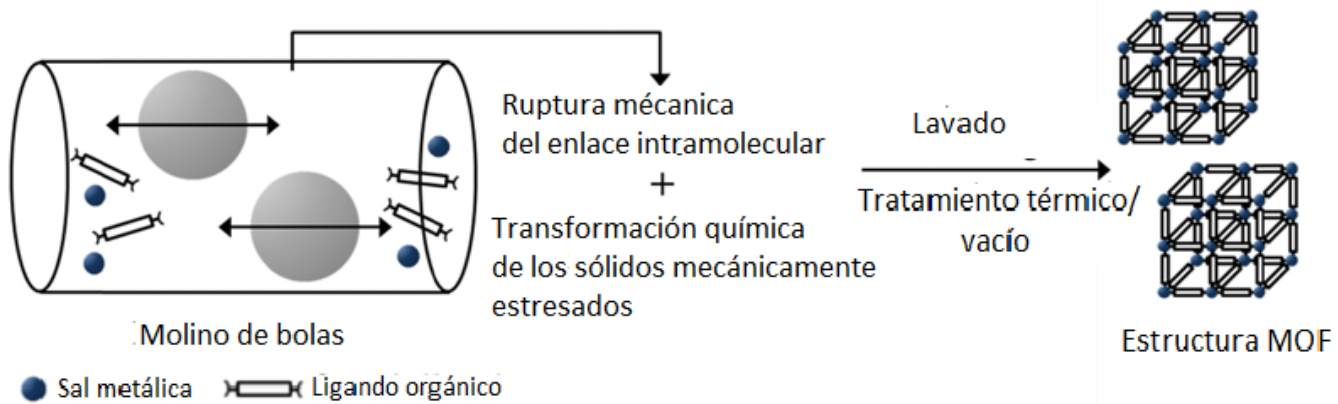 Ruptura mécanica
del enlace intramolecular
+
Transformación química
de los sólidos mecánicamente
estresados
Lavado
Tratamiento térmico/
vacío
Molino de bolas
Estructura MOF
Sal metálica
Ligando orgánico